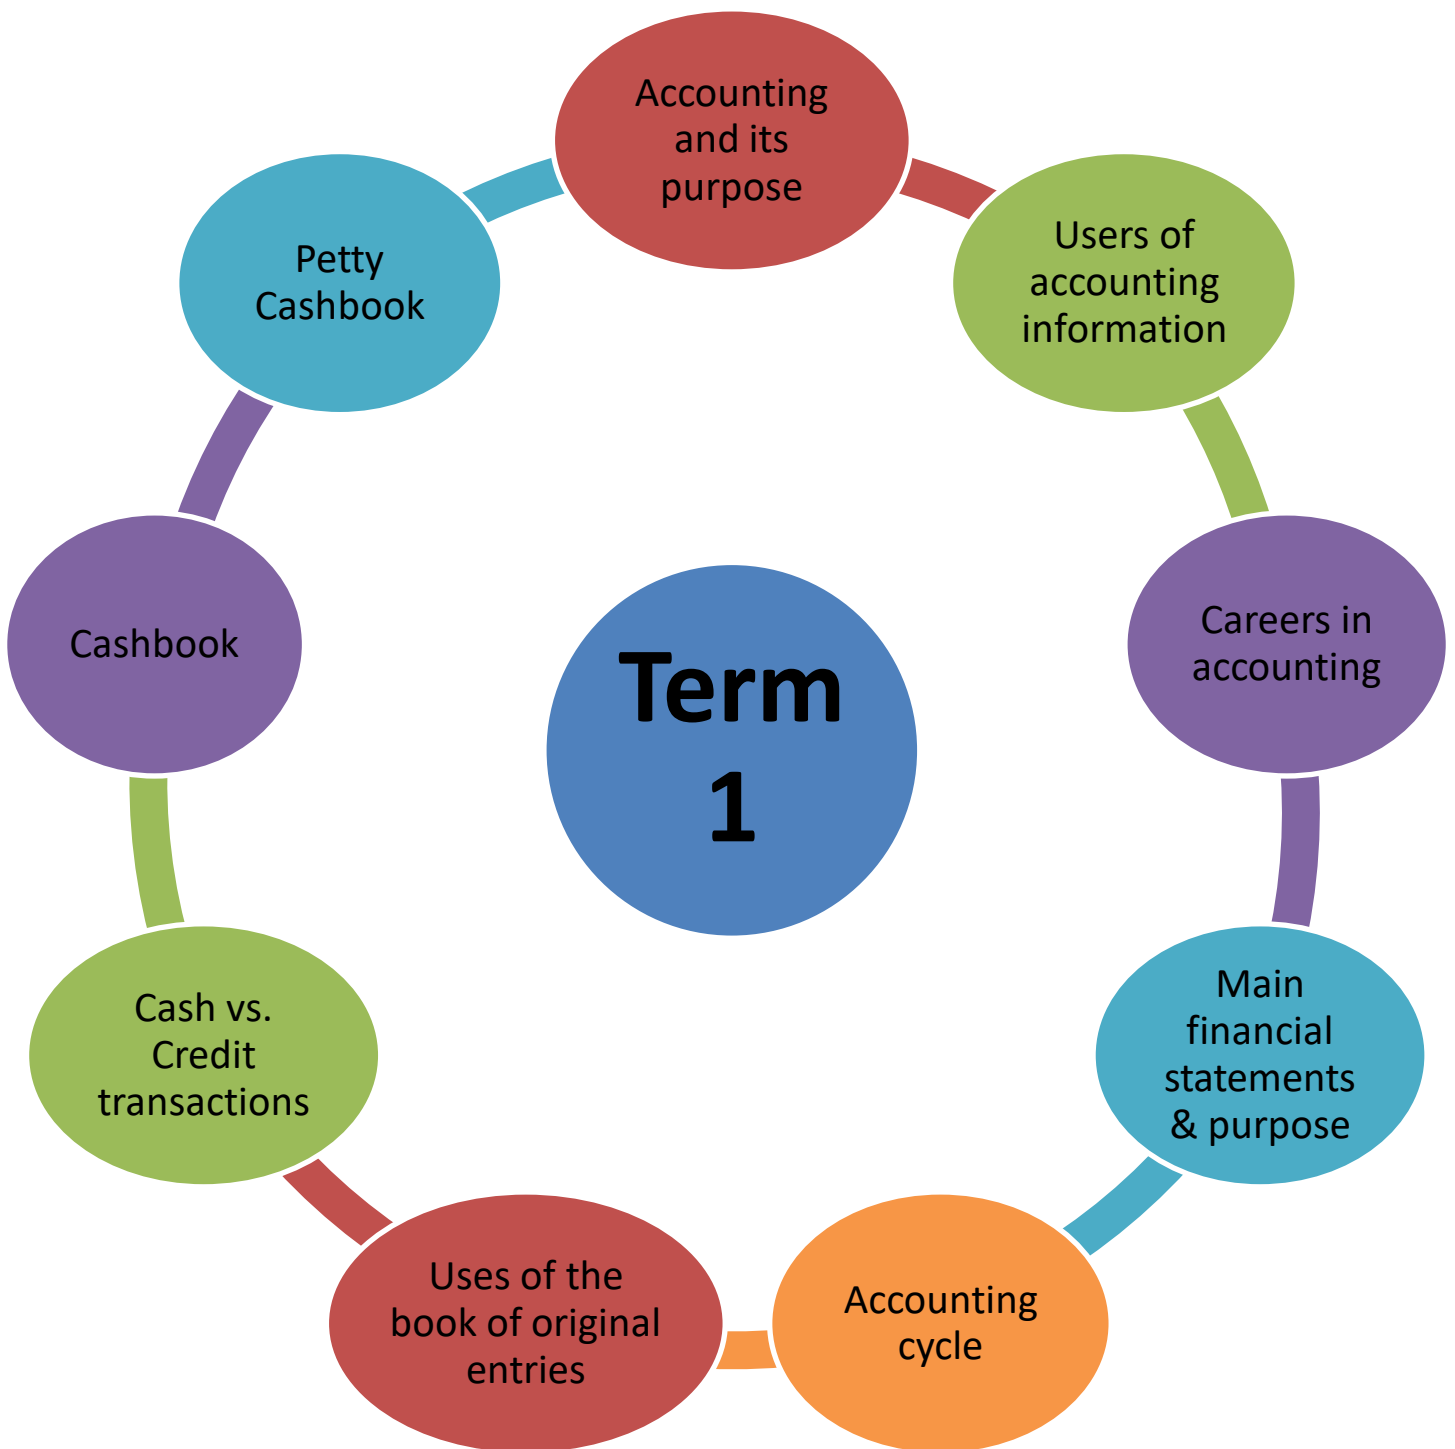 Accounting
and its
purpose
Users of
accounting
information
Careers in
accounting
Main
financial
statements
& purpose
Accounting
cycle
Uses of the
book of original
entries
Cash vs.
Credit
transactions
Cashbook
Petty
Cashbook
Term
1